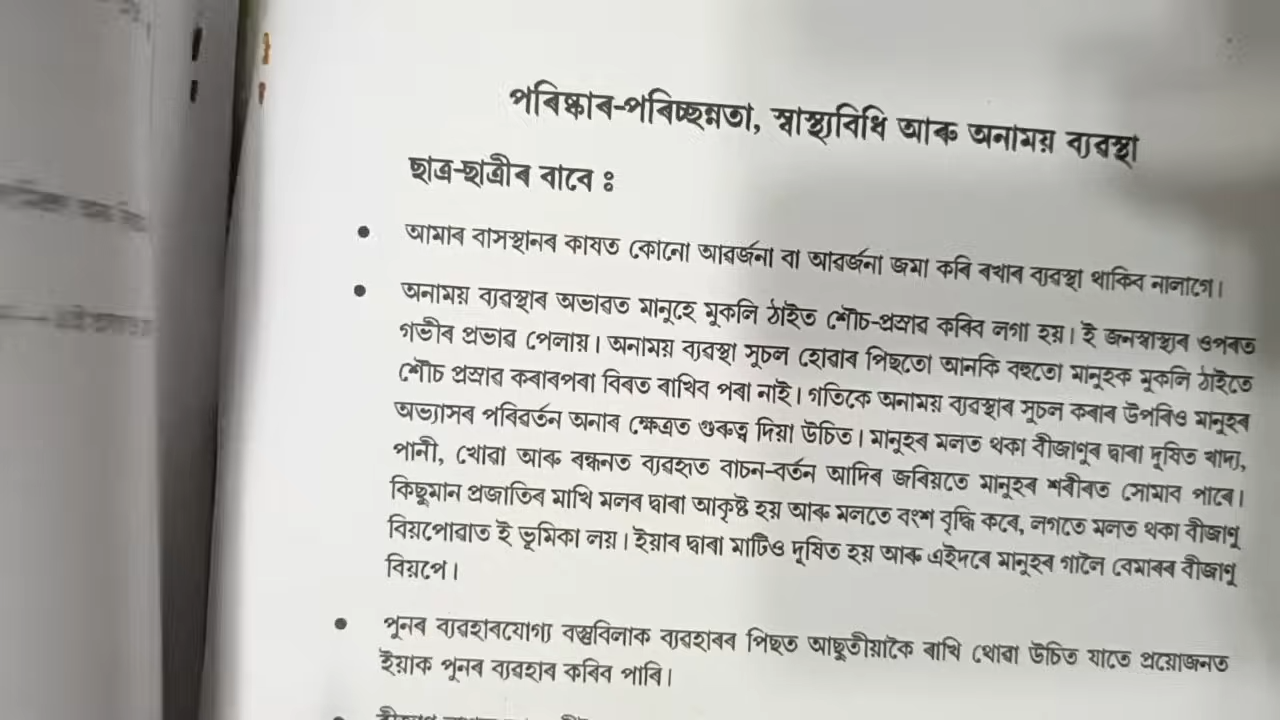 পৰিষ্কাৰ-পৰিচ্ছন্নতা, স্বাস্থ্যবিধি আৰু অনাময় ব্যৱস্থা
ছাত্ৰ-ছাত্ৰীৰ বাবে ঃ
• আমাৰ বাসস্থানৰ কাষত কোনো আৱৰ্জনা বা আৱৰ্জনা জমা কৰি ৰখাৰ ব্যৱস্থা থাকিব নালাগে।
• অনাময় ব্যৱস্থাৰ অভাৱত মানুহে মুকলি ঠাইত শৌচ-প্ৰস্ৰাৱ কৰিব লগা হয়। ই জনস্বাস্থ্যৰ ওপৰত
গভীৰ প্ৰভাৱ পেলায়। অনাময় ব্যৱস্থা সূচল হোৱাৰ পিছতো আনকি বহুতো মানুহক মুকলি ঠাইতে
শৌচ প্ৰস্ৰাৱ কৰাৰপৰা বিৰত ৰাখিব পৰা নাই। গতিকে অনাময় ব্যৱস্থাৰ সূচল কৰাৰ উপৰিও মানুহৰ
অভ্যাসৰ পৰিৱৰ্তন অনাৰ ক্ষেত্ৰত গুৰুত্ব দিয়া উচিত। মানুহৰ মলত থকা বীজাণুৰ দ্বাৰা দূষিত খাদ্য,
পানী, খোৱা আৰু ৰন্ধনত ব্যৱহৃত বাচন-বৰ্তন আদিৰ জৰিয়তে মানুহৰ শৰীৰত সোমাব পাৰে।
কিছুমান প্ৰজাতিৰ মাখি মলৰ দ্বাৰা আকৃষ্ট হয় আৰু মলতে বংশ বৃদ্ধি কৰে, লগতে মলত থকা বীজাণু
বিয়পোৱাত ই ভূমিকা লয়। ইয়াৰ দ্বাৰা মাটিও দূষিত হয় আৰু এইদৰে মানুহৰ গালৈ বেমাৰৰ বীজাণু
বিয়পে।
• পুনৰ ব্যৱহাৰযোগ্য বস্তুবিলাক ব্যৱহাৰৰ পিছত আছুতীয়াকৈ ৰাখি থোৱা উচিত যাতে প্ৰয়োজনত
ইয়াক পুনৰ ব্যৱহাৰ কৰিব পাৰি।